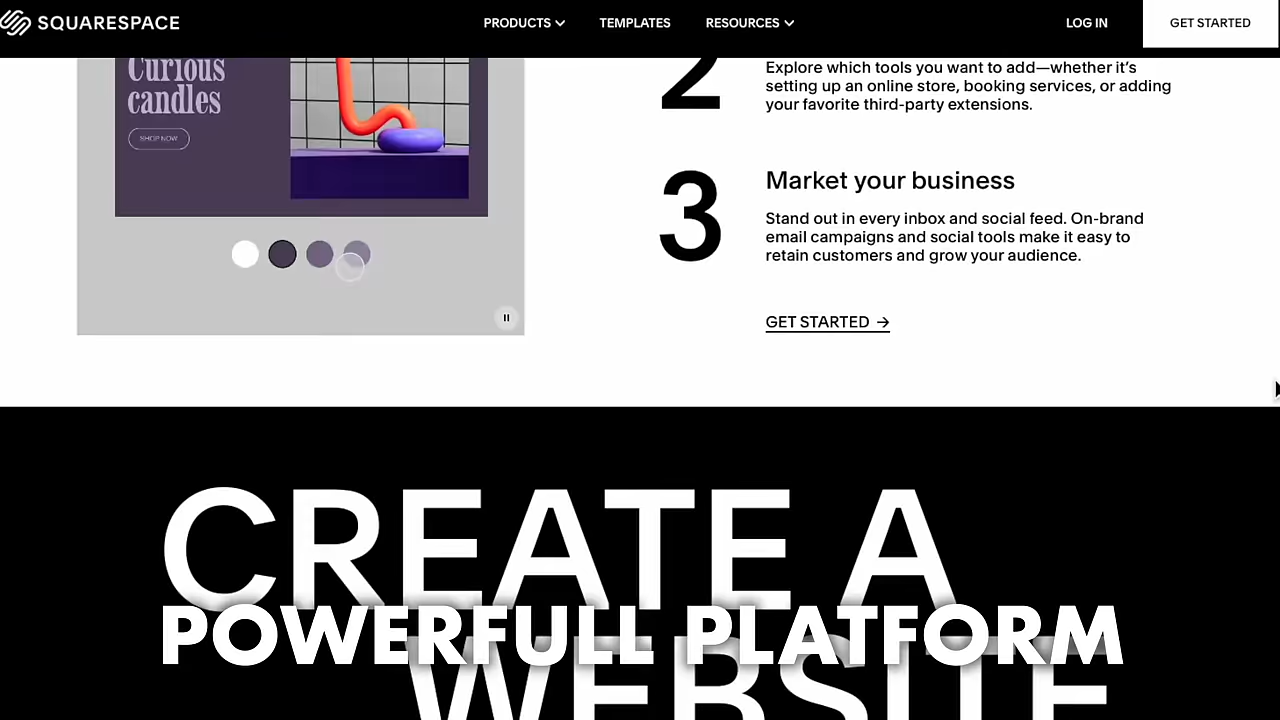 SQUARESPACE
PRODUCTS
TEMPLATES
RESOURCES
LOG IN
GET STARTED
Curious
candles
SHOP NOW
2
Explore which tools you want to add—whether it's
setting up an online store, booking services, or adding
your favorite third-party extensions.
3
Market your business
Stand out in every inbox and social feed. On-brand
email campaigns and social tools make it easy to
retain customers and grow your audience.
GET STARTED →
CREATE A
POWERFULL PLATFORM
WEBSITE